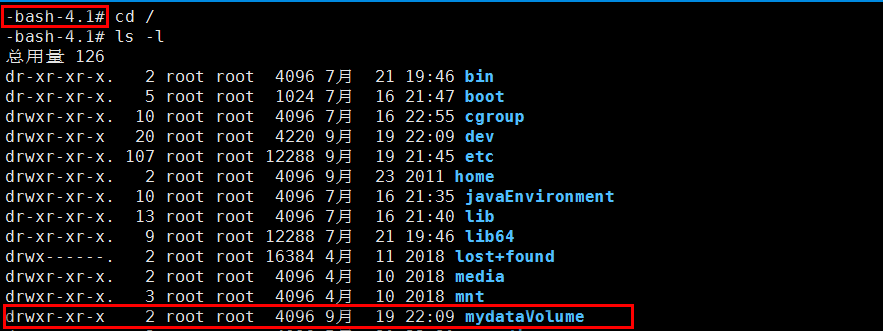 -bash-4.1# cd /
-bash-4.1# ls -l
总用量 126
dr-xr-xr-x.   2 root root  4096 7月  21 19:46 bin
dr-xr-xr-x.   5 root root  1024 7月  16 21:47 boot
drwxr-xr-x.  10 root root  4096 7月  16 22:55 cgroup
drwxr-xr-x   20 root root  4220 9月  19 22:09 dev
drwxr-xr-x. 107 root root 12288 9月  19 21:45 etc
drwxr-xr-x.   2 root root  4096 9月  23 2011 home
drwxr-xr-x.  10 root root  4096 7月  16 21:35 javaEnvironment
dr-xr-xr-x.  13 root root  4096 7月  16 21:40 lib
dr-xr-xr-x.   9 root root 12288 7月  21 19:46 lib64
drwx------.   2 root root 16384 4月  11 2018 lost+found
drwxr-xr-x.   2 root root  4096 4月  10 2018 media
drwxr-xr-x.   3 root root  4096 4月  10 2018 mnt
drwxr-xr-x    2 root root  4096 9月  19 22:09 mydataVolume